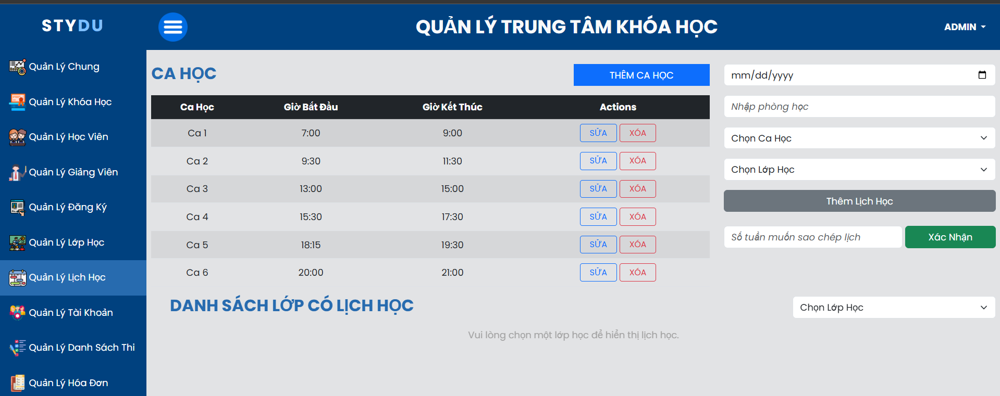 STYDU
QUẢN LÝ TRUNG TÂM KHÓA HỌC
ADMIN
Quản Lý Chung
Quản Lý Khóa Học
Quản Lý Học Viên
Quản Lý Giảng Viên
Quản Lý Đăng Ký
Quản Lý Lớp Học
Quản Lý Lịch Học
Quản Lý Tài Khoản
Quản Lý Danh Sách Thi
Quản Lý Hóa Đơn
CA HỌC
THÊM CA HỌC
Ca Học Giờ Bắt Đầu Giờ Kết Thúc Actions
Ca 1 7:00 9:00 SỬA XÓA
Ca 2 9:30 11:30 SỬA XÓA
Ca 3 13:00 15:00 SỬA XÓA
Ca 4 15:30 17:30 SỬA XÓA
Ca 5 18:15 19:30 SỬA XÓA
Ca 6 20:00 21:00 SỬA XÓA
mm/dd/yyyy
Nhập phòng học
Chọn Ca Học
Chọn Lớp Học
Thêm Lịch Học
Số tuần muốn sao chép lịch
Xác Nhận
DANH SÁCH LỚP CÓ LỊCH HỌC
Chọn Lớp Học
Vui lòng chọn một lớp học để hiển thị lịch học.